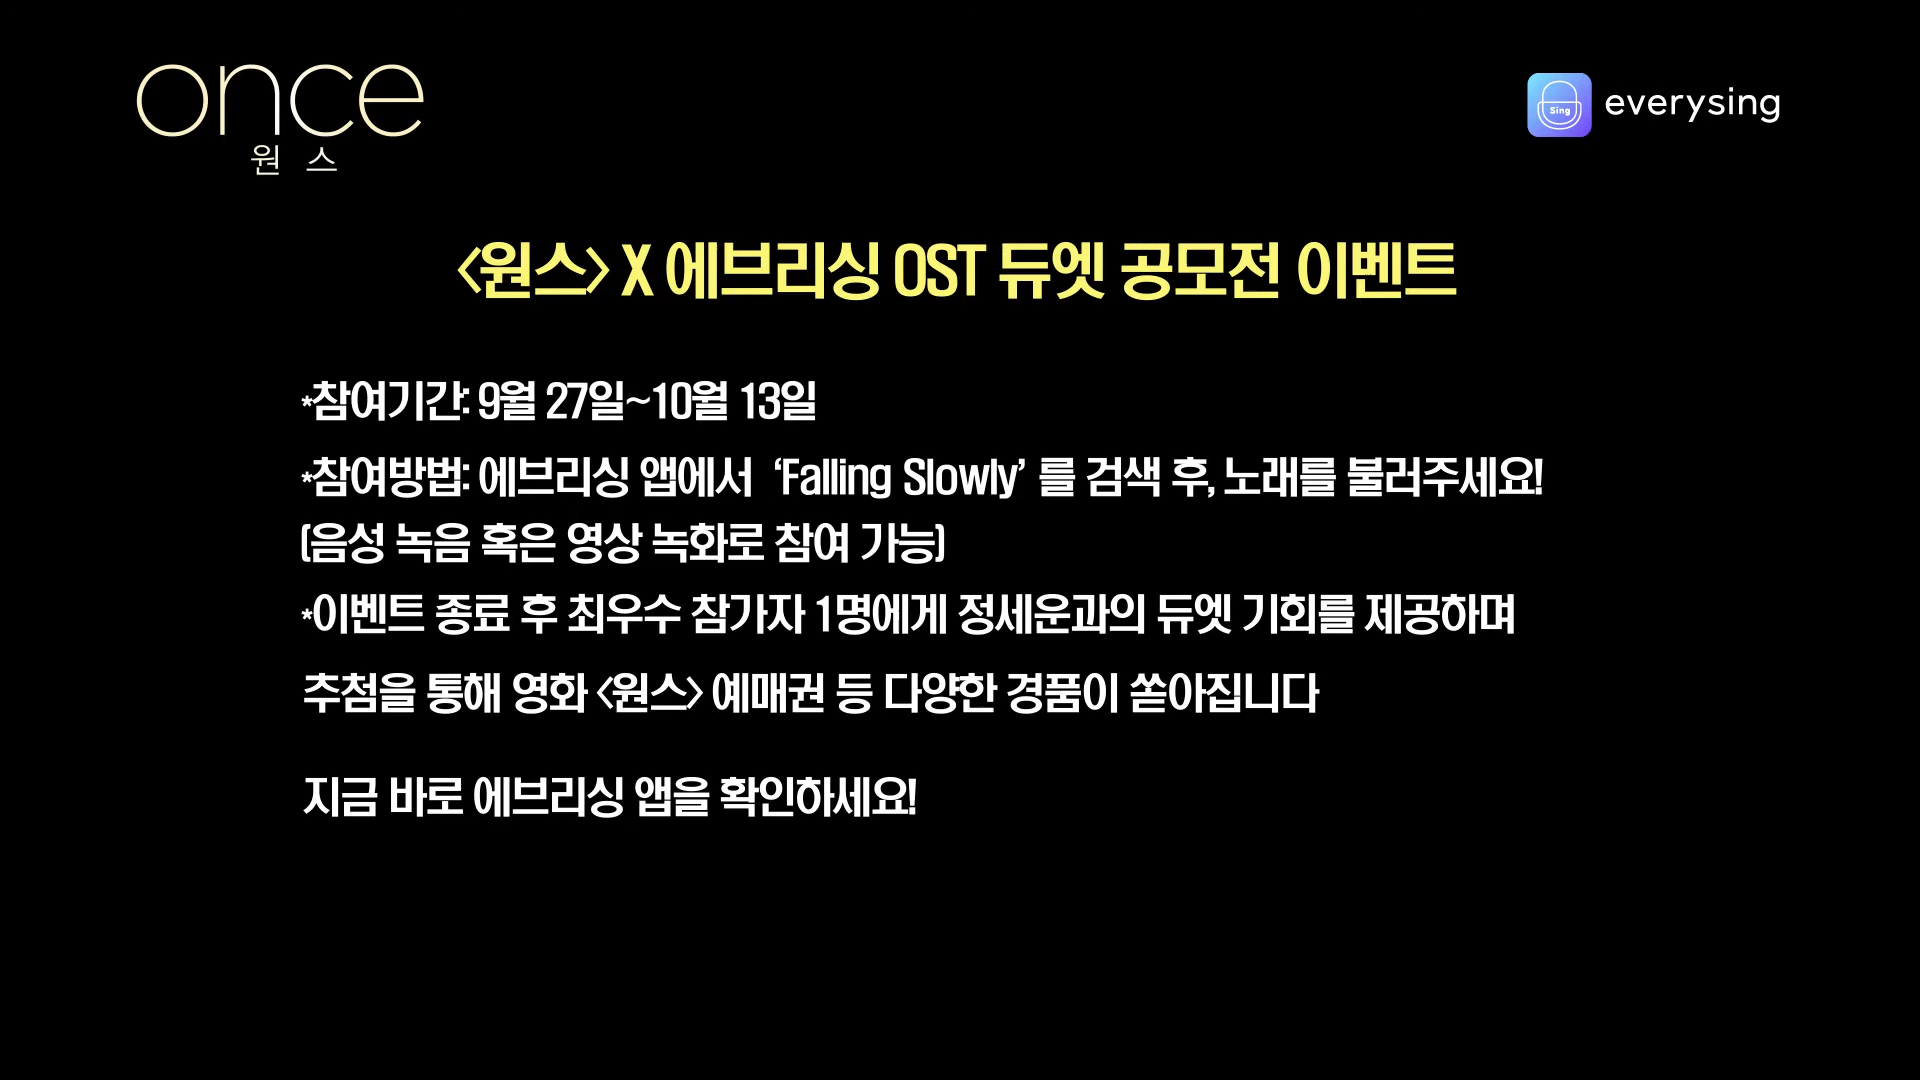 once
원 스
Sing
everysing
<원스> X 에브리싱 OST 듀엣 공모전 이벤트
*참여기간: 9월 27일~10월 13일
*참여방법: 에브리싱 앱에서 ‘Falling Slowly’ 를 검색 후, 노래를 불러주세요!
(음성 녹음 혹은 영상 녹화로 참여 가능)
*이벤트 종료 후 최우수 참가자 1명에게 정세운과의 듀엣 기회를 제공하며
추첨을 통해 영화 <원스> 예매권 등 다양한 경품이 쏟아집니다
지금 바로 에브리싱 앱을 확인하세요!